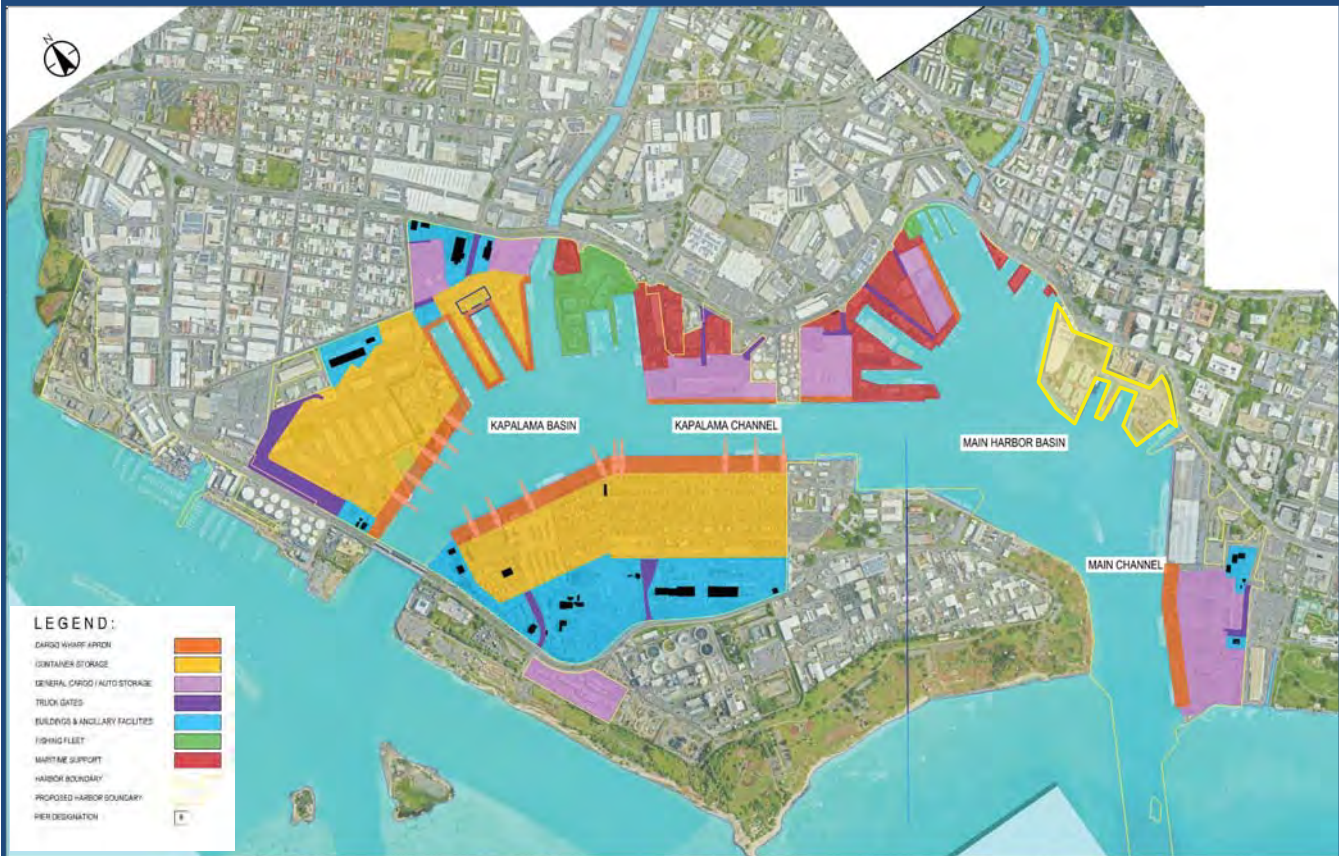 N
KAPALAMA BASIN
KAPALAMA CHANNEL
MAIN HARBOR BASIN
MAIN CHANNEL
LEGEND:
CARGO WHARF APRON
CONTAINER STORAGE
GENERAL CARGO / AUTO STORAGE
TRUCK GATES
BUILDINGS & ANCILLARY FACILITIES
FISHING FLEET
MARITIME SUPPORT
HARBOR BOUNDARY
PROPOSED HARBOR BOUNDARY
PIER DESIGNATION